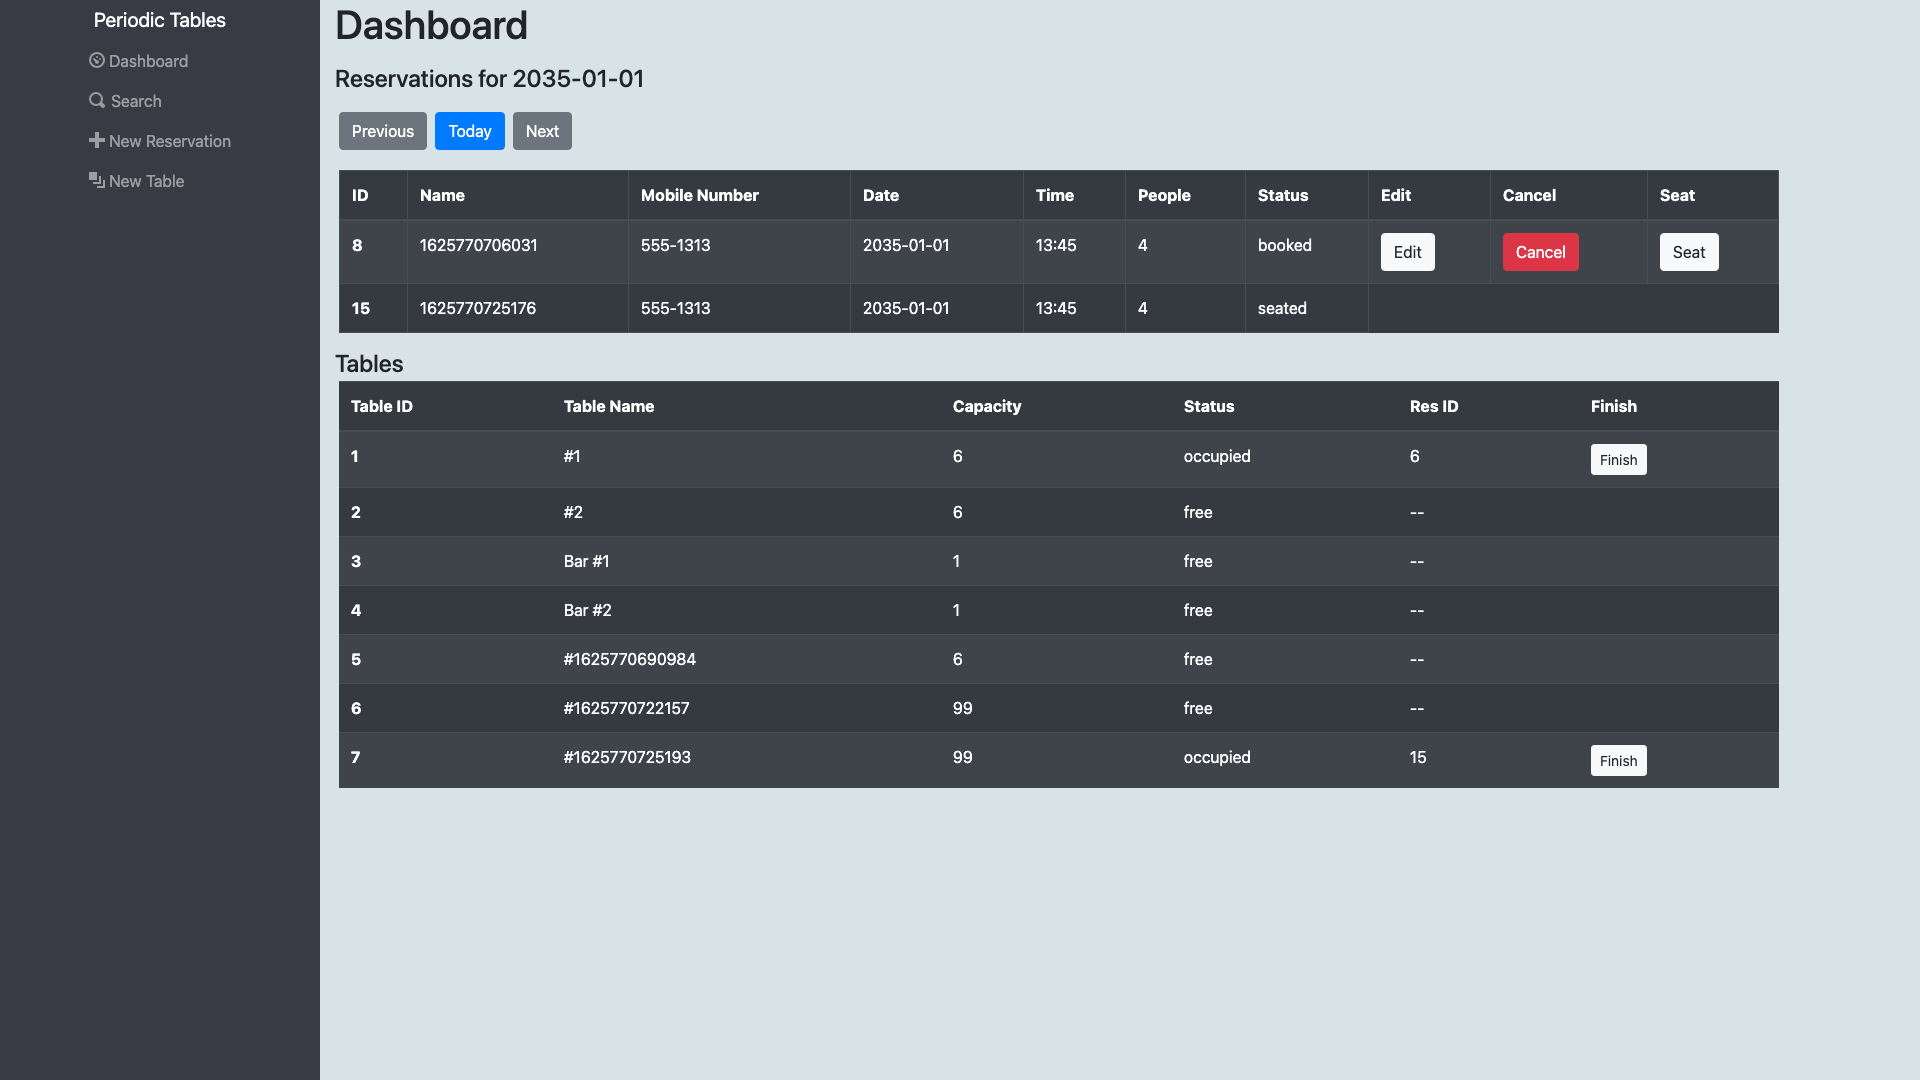 Periodic Tables
Dashboard
Search
New Reservation
New Table
Dashboard
Reservations for 2035-01-01
Previous Today Next
ID Name Mobile Number Date Time People Status Edit Cancel Seat
8 1625770706031 555-1313 2035-01-01 13:45 4 booked Edit Cancel Seat
15 1625770725176 555-1313 2035-01-01 13:45 4 seated
Tables
Table ID Table Name Capacity Status Res ID Finish
1 #1 6 occupied 6 Finish
2 #2 6 free --
3 Bar #1 1 free --
4 Bar #2 1 free --
5 #1625770690984 6 free --
6 #1625770722157 99 free --
7 #1625770725193 99 occupied 15 Finish